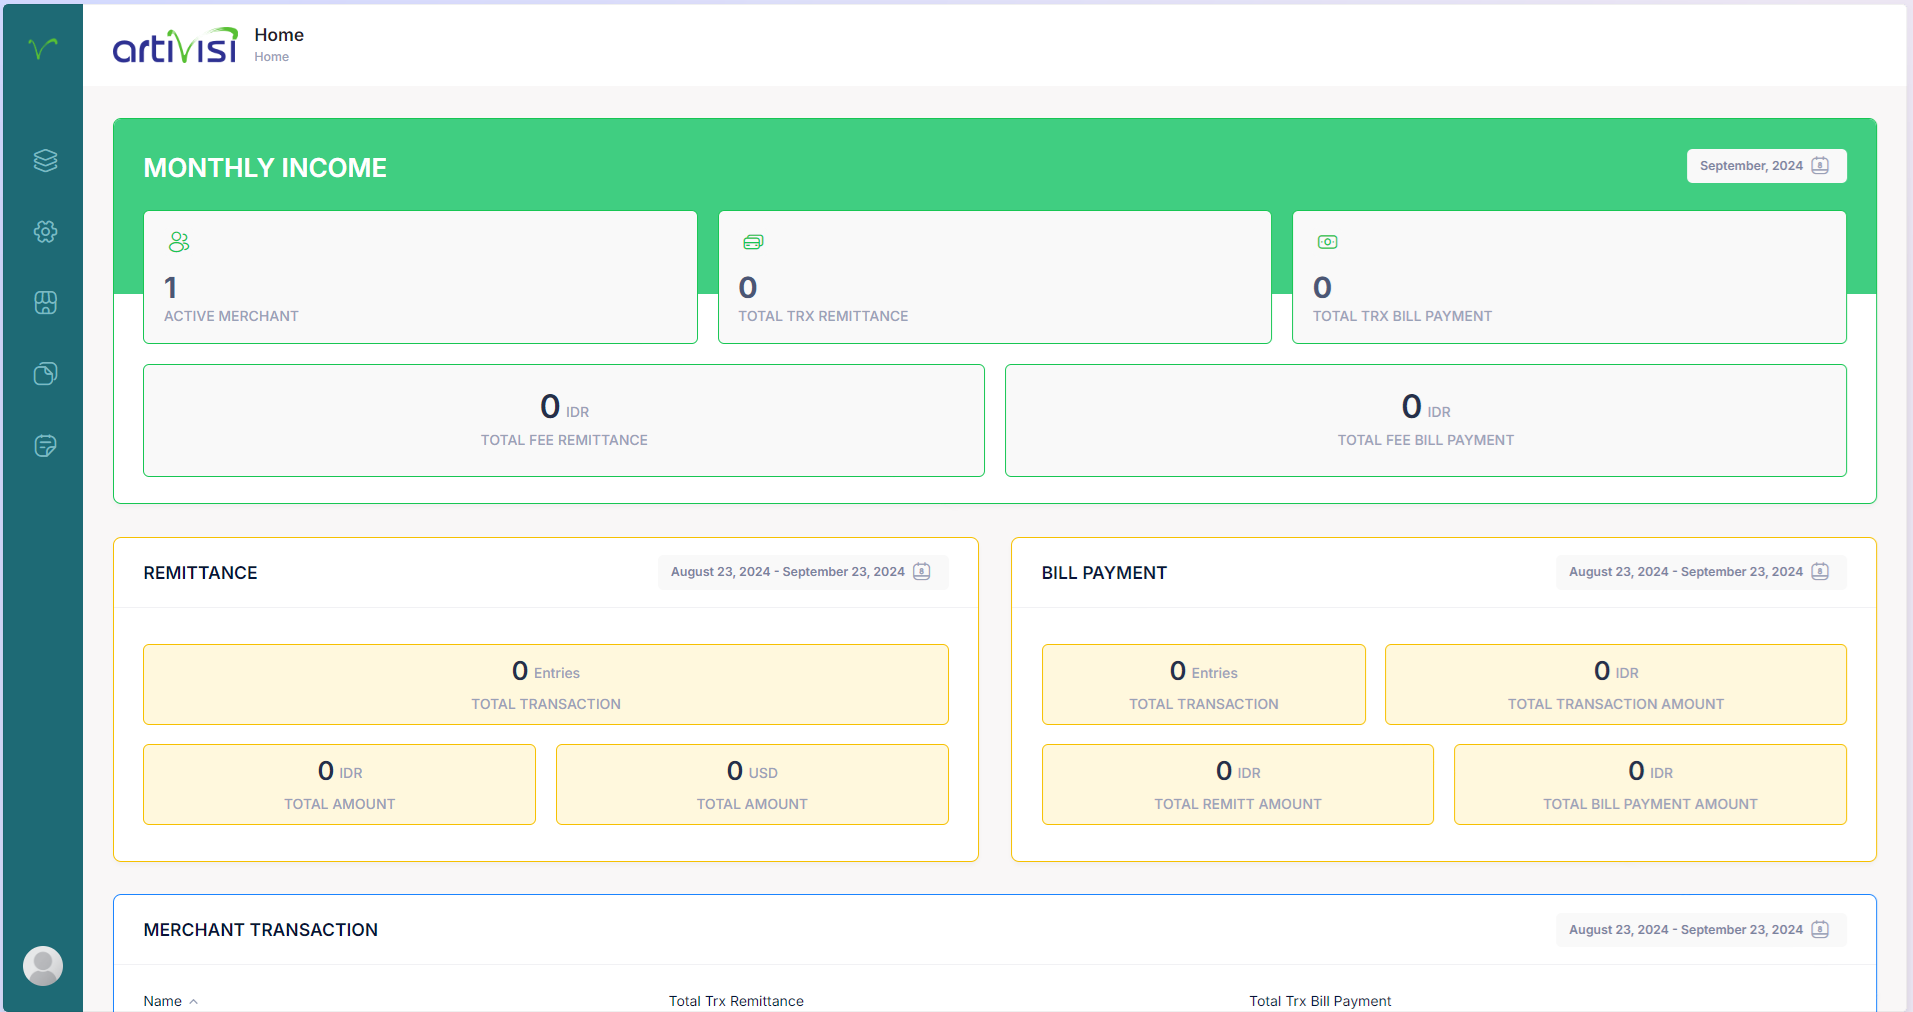 artivisi
Home
Home
MONTHLY INCOME
September, 2024
1
ACTIVE MERCHANT
0
TOTAL TRX REMITTANCE
0
TOTAL TRX BILL PAYMENT
0 IDR
TOTAL FEE REMITTANCE
0 IDR
TOTAL FEE BILL PAYMENT
REMITTANCE
August 23, 2024 - September 23, 2024
0 Entries
TOTAL TRANSACTION
0 IDR
TOTAL AMOUNT
0 USD
TOTAL AMOUNT
BILL PAYMENT
August 23, 2024 - September 23, 2024
0 Entries
TOTAL TRANSACTION
0 IDR
TOTAL TRANSACTION AMOUNT
0 IDR
TOTAL REMITT AMOUNT
0 IDR
TOTAL BILL PAYMENT AMOUNT
MERCHANT TRANSACTION
August 23, 2024 - September 23, 2024
Name
Total Trx Remittance
Total Trx Bill Payment